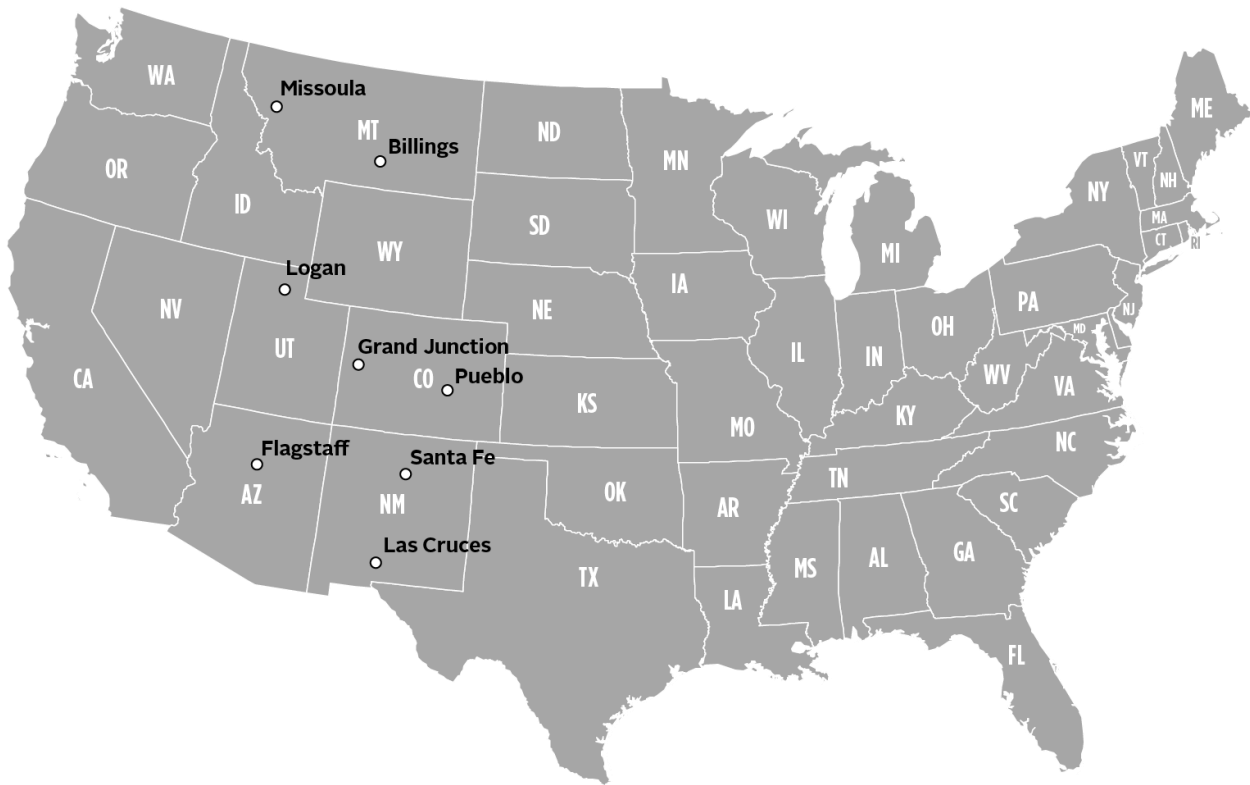 WA
Missoula
MT
Billings
ND
MN
ME
OR
ID
WY
SD
WI
MI
NY
VT
NH
MA
CT
RI
Logan
NV
UT
NE
IA
PA
NJ
MD
OH
IN
IL
WV
VA
CA
Grand Junction
CO
Pueblo
KS
MO
KY
NC
Flagstaff
AZ
Santa Fe
NM
OK
AR
TN
SC
Las Cruces
TX
LA
MS
AL
GA
FL